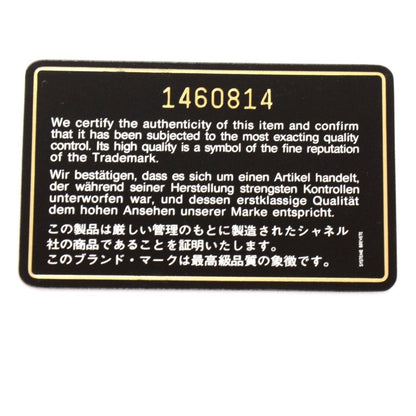 1460814
We certify the authenticity of this item and confirm
that it has been subjected to the most exacting quality
control. Its high quality is a symbol of the fine reputation
of the Trademark.
Wir bestätigen, dass es sich um einen Artikel handelt,
der während seiner Herstellung strengsten Kontrollen
unterworfen war, und dessen erstklassige Qualität
dem hohen Ansehen unserer Marke entspricht.
この製品は厳しい管理のもとに製造されたシャネル
社の商品であることを証明いたします。
このブランド・マークは最高級品質の象徴です。